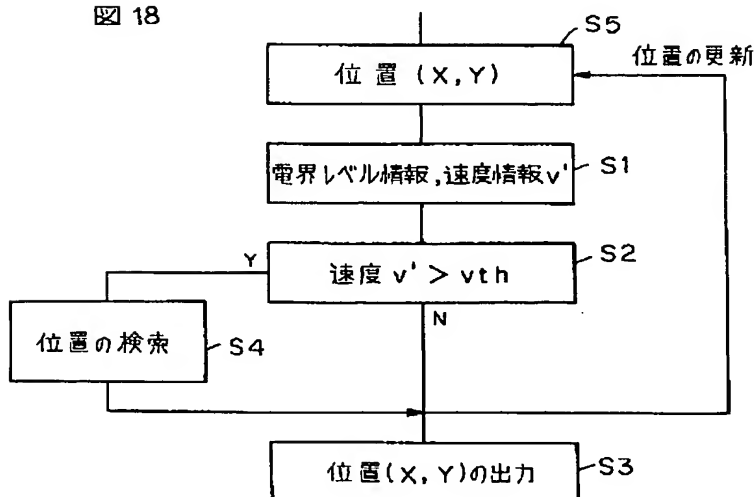 図 18
S5
位置の更新
位置 (X,Y)
電界レベル情報,速度情報v'
S1
速度 v' > vth
S2
Y
N
位置の検索
S4
位置(X,Y)の出力
S3